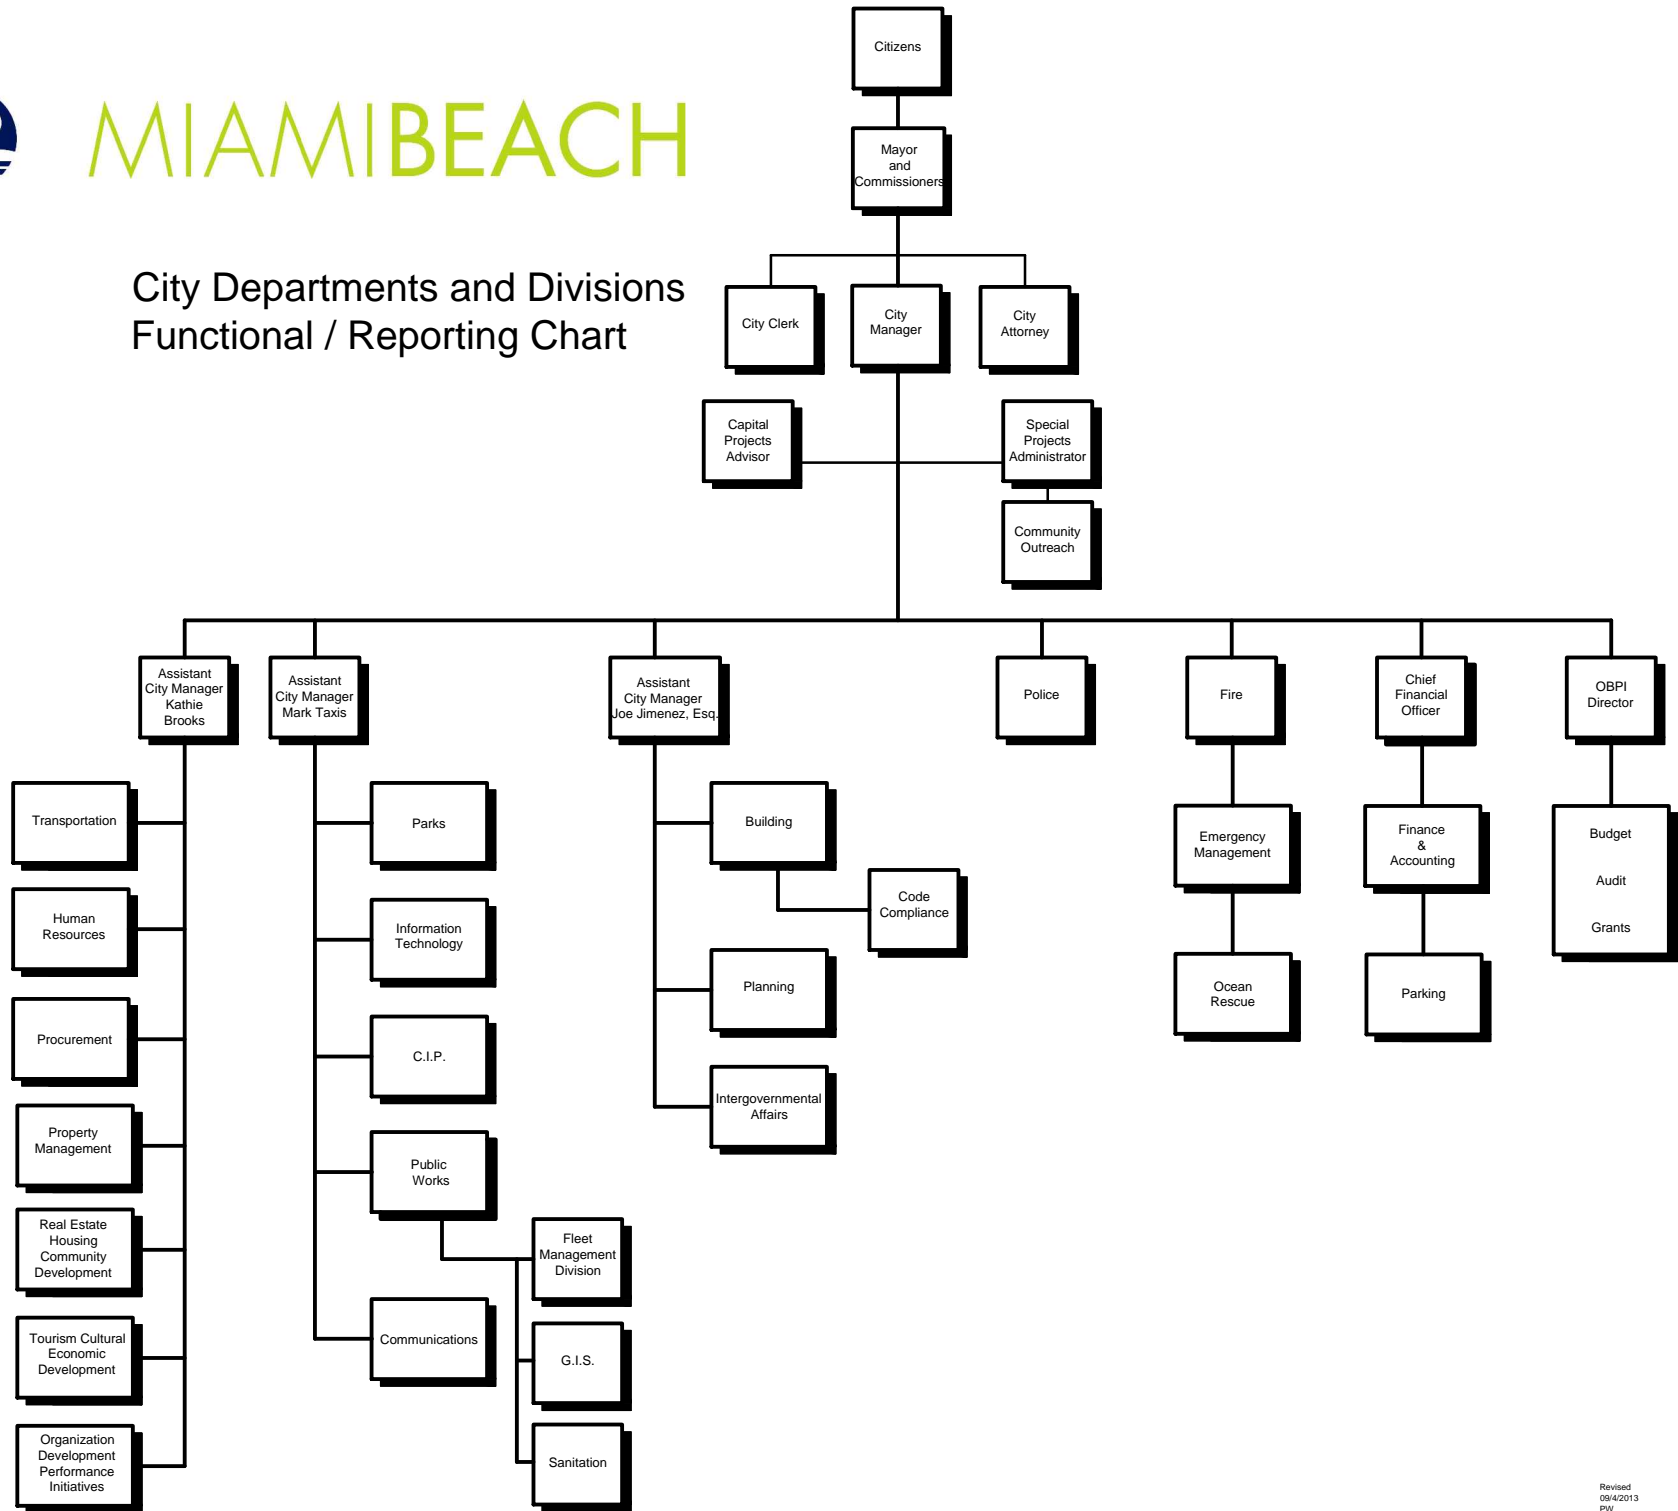 Citizens
MIAMIBEACH
Mayor
and
Commissioners
City Departments and Divisions
Functional / Reporting Chart
City Clerk
City
Manager
City
Attorney
Capital
Projects
Advisor
Special
Projects
Administrator
Community
Outreach
Assistant
City Manager
Kathie
Brooks
Assistant
City Manager
Mark Taxis
Assistant
City Manager
Joe Jimenez, Esq.
Police
Fire
Chief
Financial
Officer
OBPI
Director
Transportation
Human
Resources
Procurement
Property
Management
Real Estate
Housing
Community
Development
Tourism Cultural
Economic
Development
Organization
Development
Performance
Initiatives
Parks
Information
Technology
C.I.P.
Public
Works
Fleet
Management
Division
G.I.S.
Sanitation
Communications
Building
Code
Compliance
Planning
Intergovernmental
Affairs
Emergency
Management
Ocean
Rescue
Finance
&
Accounting
Parking
Budget
Audit
Grants
Revised
09/4/2013
PW